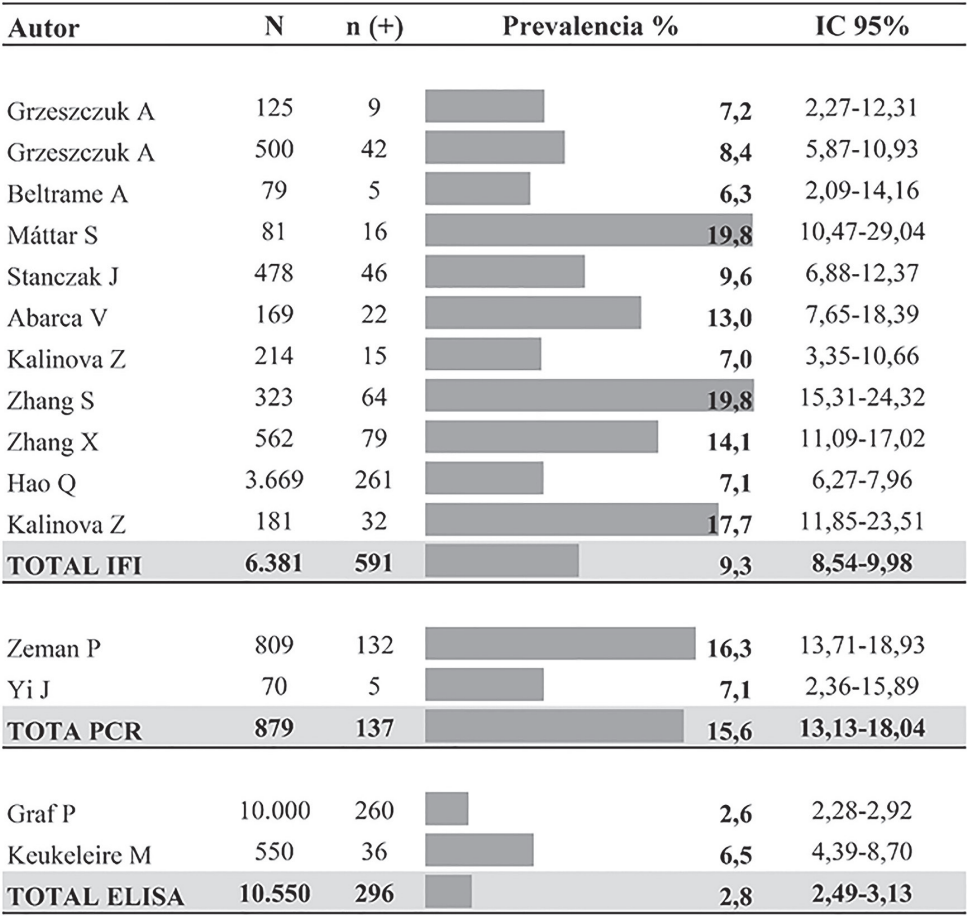 Autor N n (+) Prevalencia % IC 95%
Grzeszczuk A 125 9 7,2 2,27-12,31
Grzeszczuk A 500 42 8,4 5,87-10,93
Beltrame A 79 5 6,3 2,09-14,16
Máttar S 81 16 19,8 10,47-29,04
Stanczak J 478 46 9,6 6,88-12,37
Abarca V 169 22 13,0 7,65-18,39
Kalinova Z 214 15 7,0 3,35-10,66
Zhang S 323 64 19,8 15,31-24,32
Zhang X 562 79 14,1 11,09-17,02
Hao Q 3.669 261 7,1 6,27-7,96
Kalinova Z 181 32 17,7 11,85-23,51
TOTAL IFI 6.381 591 9,3 8,54-9,98
Zeman P 809 132 16,3 13,71-18,93
Yi J 70 5 7,1 2,36-15,89
TOTA PCR 879 137 15,6 13,13-18,04
Graf P 10.000 260 2,6 2,28-2,92
Keukeleire M 550 36 6,5 4,39-8,70
TOTAL ELISA 10.550 296 2,8 2,49-3,13